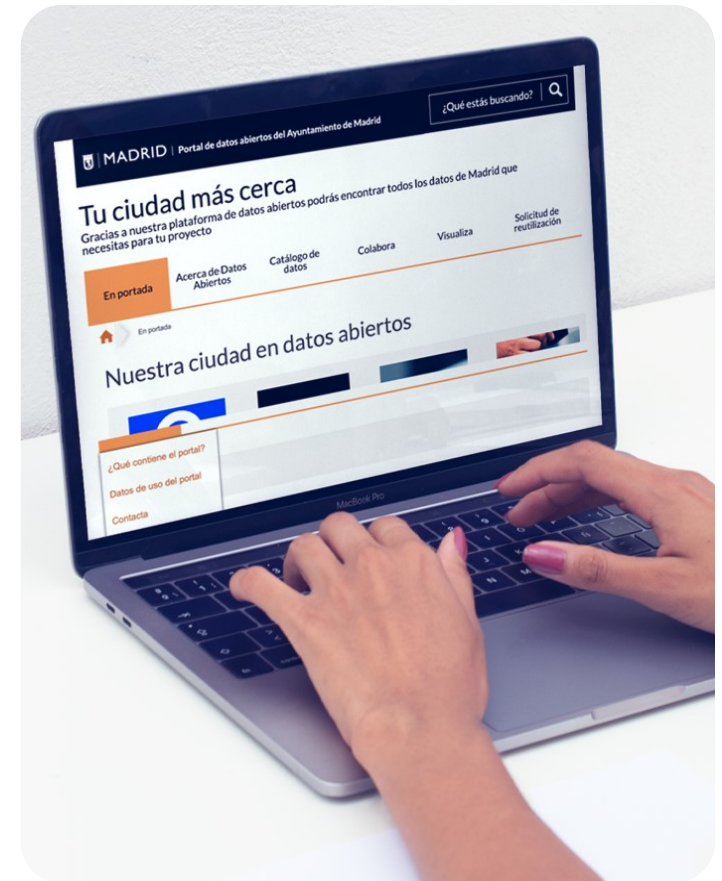 MADRID | Portal de datos abiertos del Ayuntamiento de Madrid
¿Qué estás buscando?
Tu ciudad más cerca
Gracias a nuestra plataforma de datos abiertos podrás encontrar todos los datos de Madrid que
necesitas para tu proyecto
En portada
Acerca de Datos
Abiertos
Catálogo de
datos
Colabora
Visualiza
Solicitud de
reutilización
En portada
Nuestra ciudad en datos abiertos
¿Qué contiene el portal?
Datos de uso del portal
Contacta
MacBook Pro